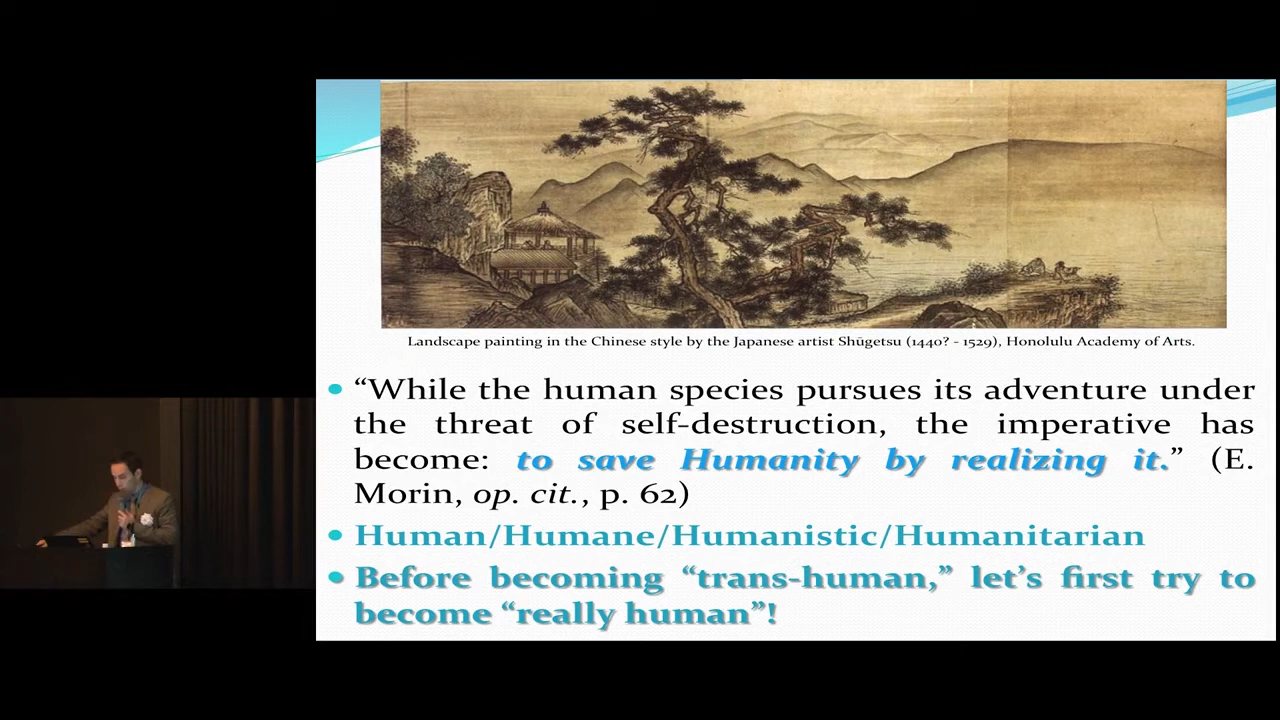 Landscape painting in the Chinese style by the Japanese artist Shūgetsu (1440? - 1529), Honolulu Academy of Arts.
• “While the human species pursues its adventure under
the threat of self-destruction, the imperative has
become: to save Humanity by realizing it.” (E.
Morin, op. cit., p. 62)
• Human/Humane/Humanistic/Humanitarian
• Before becoming “trans-human,” let’s first try to
become “really human”!